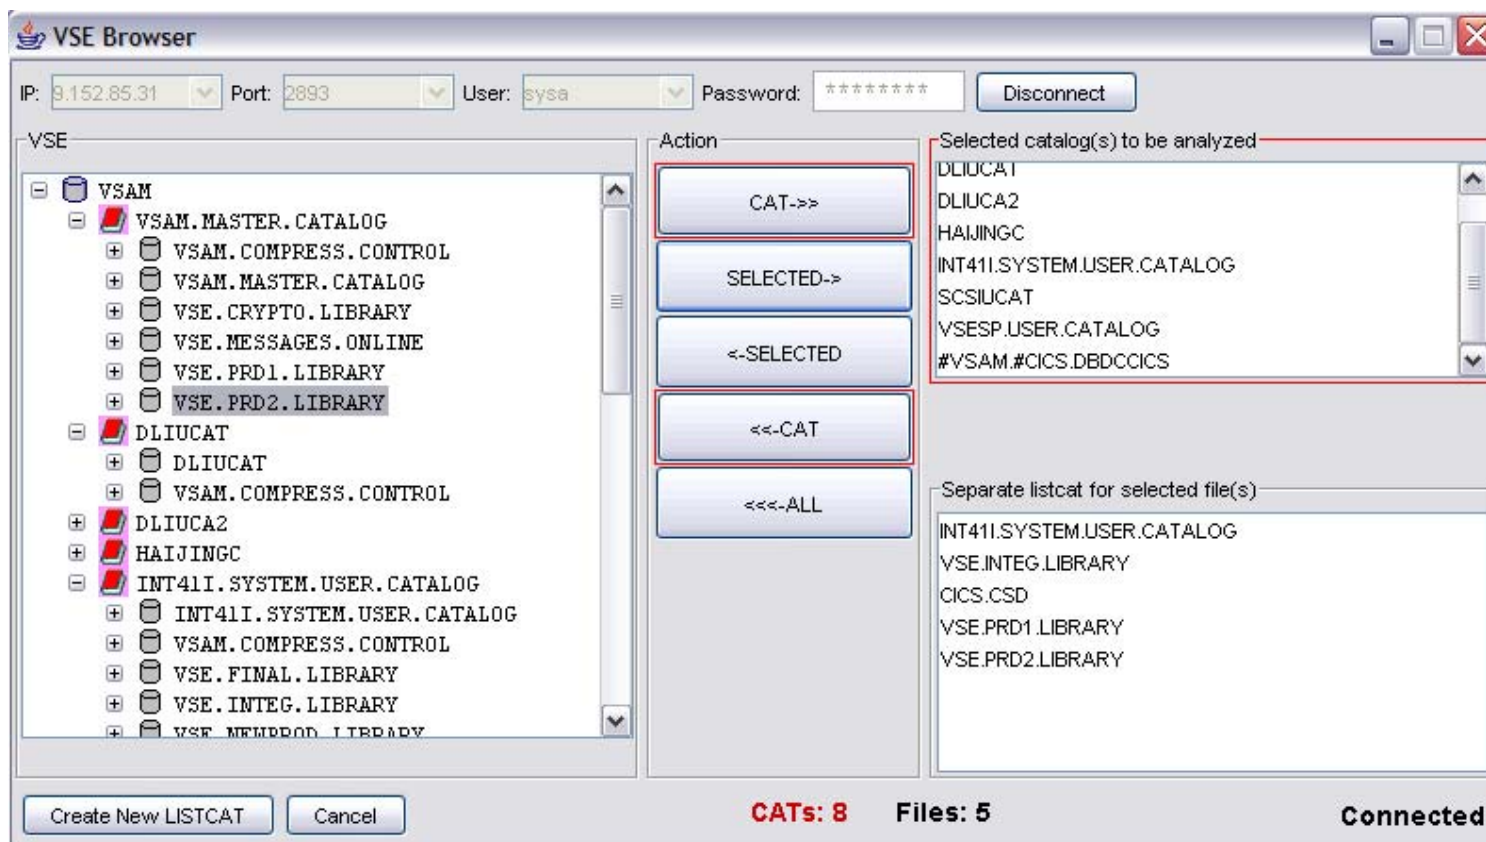 VSE Browser
IP: 9.152.85.31 Port: 2893 User: sysa Password: ******** Disconnect
VSE
VSAM
VSAM.MASTER.CATALOG
VSAM.COMPRESS.CONTROL
VSAM.MASTER.CATALOG
VSE.CRYPTO.LIBRARY
VSE.MESSAGES.ONLINE
VSE.PRD1.LIBRARY
VSE.PRD2.LIBRARY
DLIUCAT
DLIUCAT
VSAM.COMPRESS.CONTROL
DLIUCA2
HAIJINGC
INT41I.SYSTEM.USER.CATALOG
INT41I.SYSTEM.USER.CATALOG
VSAM.COMPRESS.CONTROL
VSE.FINAL.LIBRARY
VSE.INTEG.LIBRARY
VSE.NEWPROD.LIBRARY
Action
CAT->>
SELECTED->
<-SELECTED
<<-CAT
<<<-ALL
Selected catalog(s) to be analyzed
DLIUCAT
DLIUCA2
HAIJINGC
INT41I.SYSTEM.USER.CATALOG
SCSIUCAT
VSESP.USER.CATALOG
#VSAM.#CICS.DBDCCICS
Separate listcat for selected file(s)
INT41I.SYSTEM.USER.CATALOG
VSE.INTEG.LIBRARY
CICS.CSD
VSE.PRD1.LIBRARY
VSE.PRD2.LIBRARY
Create New LISTCAT Cancel CATs: 8 Files: 5 Connected